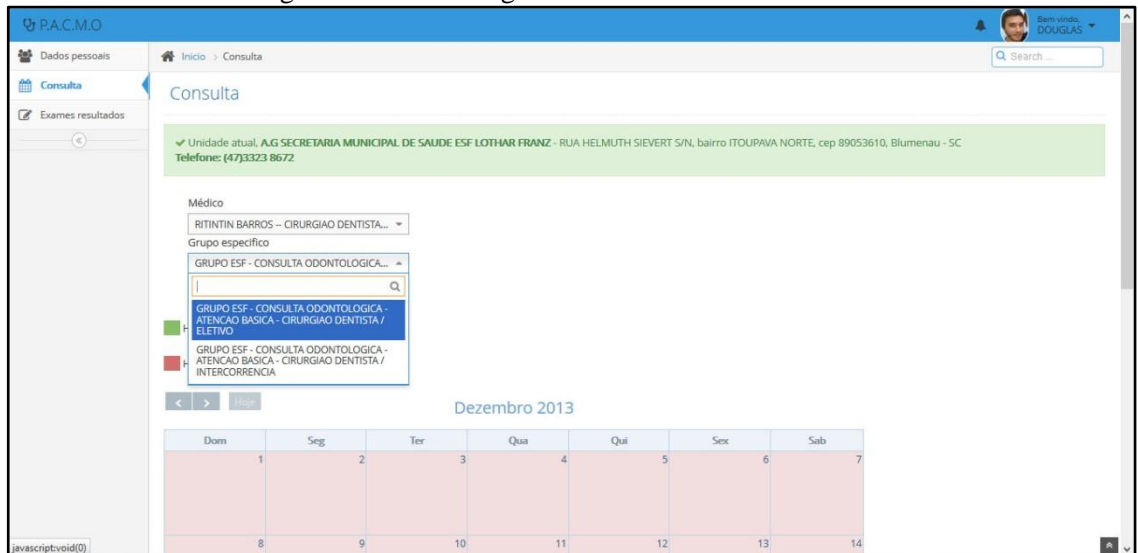 P.A.C.M.O
Bem vindo,
DOUGLAS
Dados pessoais
Consulta
Exames resultados
Inicio > Consulta
Search ...
Consulta
Unidade atual, A.G SECRETARIA MUNICIPAL DE SAUDE ESF LOTHAR FRANZ - RUA HELMUTH SIEVERT S/N, bairro ITOUPAVA NORTE, cep 89053610, Blumenau - SC
Telefone: (47)3323 8672
Médico
RITINTIN BARROS -- CIRURGIAO DENTISTA...
Grupo especifico
GRUPO ESF - CONSULTA ODONTOLOGICA...
GRUPO ESF - CONSULTA ODONTOLOGICA -
ATENCAO BASICA - CIRURGIAO DENTISTA /
ELETIVO
GRUPO ESF - CONSULTA ODONTOLOGICA -
ATENCAO BASICA - CIRURGIAO DENTISTA /
INTERCORRENCIA
H
H
Hoje
Dezembro 2013
Dom Seg Ter Qua Qui Sex Sab
1 2 3 4 5 6 7
8 9 10 11 12 13 14
javascript:void(0)